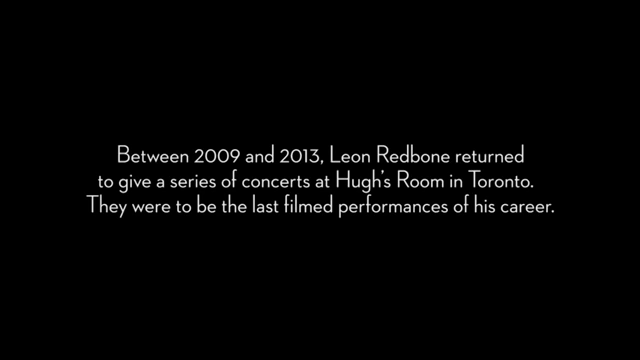 Between 2009 and 2013, Leon Redbone returned
to give a series of concerts at Hugh's Room in Toronto.
They were to be the last filmed performances of his career.